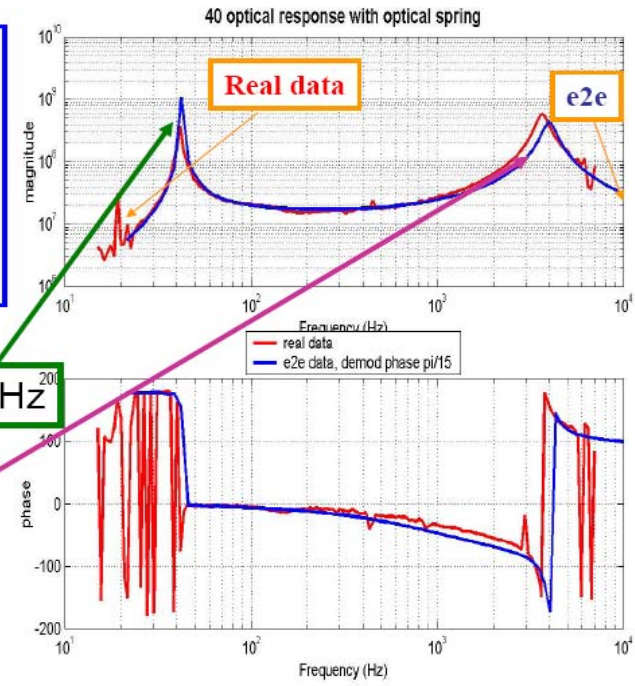 40 optical response with optical spring
10^10
10^9
10^8
10^7
magnitude
Real data
e2e
10^1
10^2
10^3
10^4
Frequency (Hz)
real data
e2e data, demod phase pi/15
Hz
200
100
0
-100
-200
phase
10^1
10^2
10^3
10^4
Frequency (Hz)